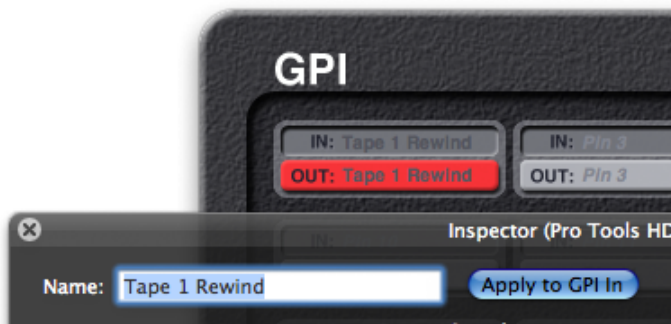 GPI
IN: Tape 1 Rewind IN: Pin 3
OUT: Tape 1 Rewind OUT: Pin 3
IN:
Inspector (Pro Tools HD
Name: Tape 1 Rewind Apply to GPI In